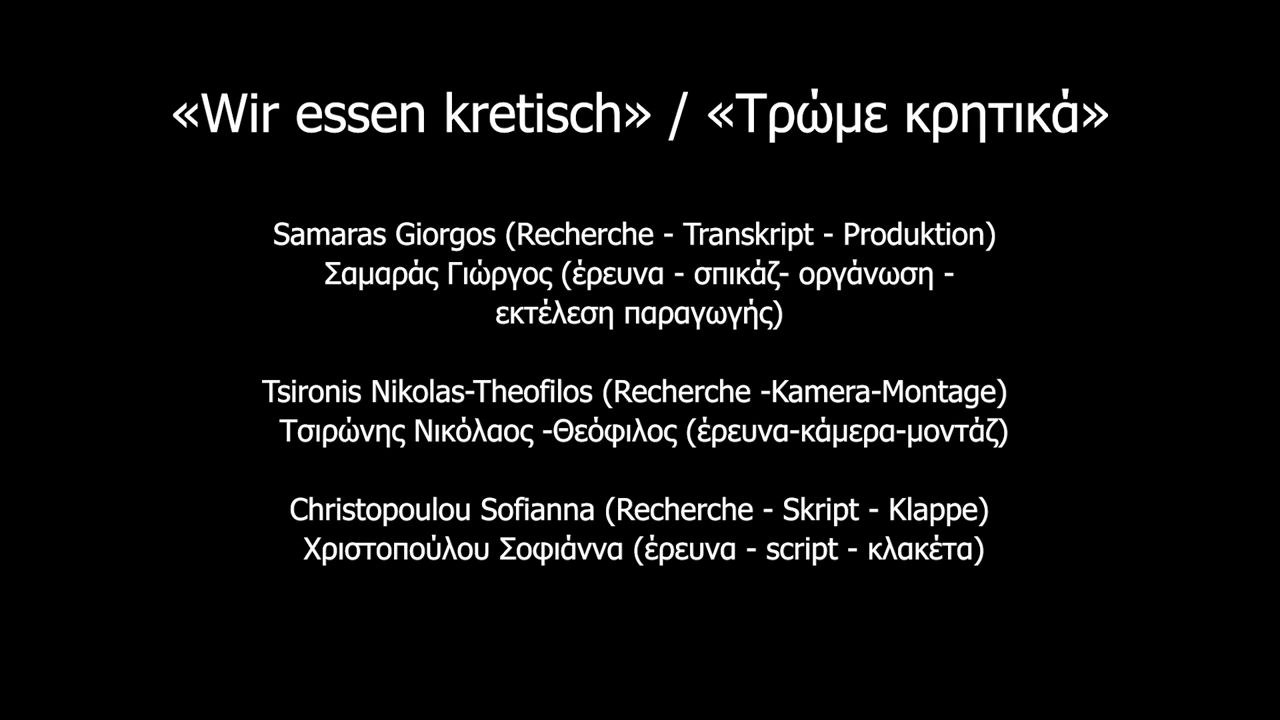 «Wir essen kretisch» / «Τρώμε κρητικά»
Samaras Giorgos (Recherche - Transkript - Produktion)
Σαμαράς Γιώργος (έρευνα - σπικάζ- οργάνωση -
εκτέλεση παραγωγής)
Tsironis Nikolas-Theofilos (Recherche -Kamera-Montage)
Τσιρώνης Νικόλαος -Θεόφιλος (έρευνα-κάμερα-μοντάζ)
Christopoulou Sofianna (Recherche - Skript - Klappe)
Χριστοπούλου Σοφιάννα (έρευνα - script - κλακέτα)